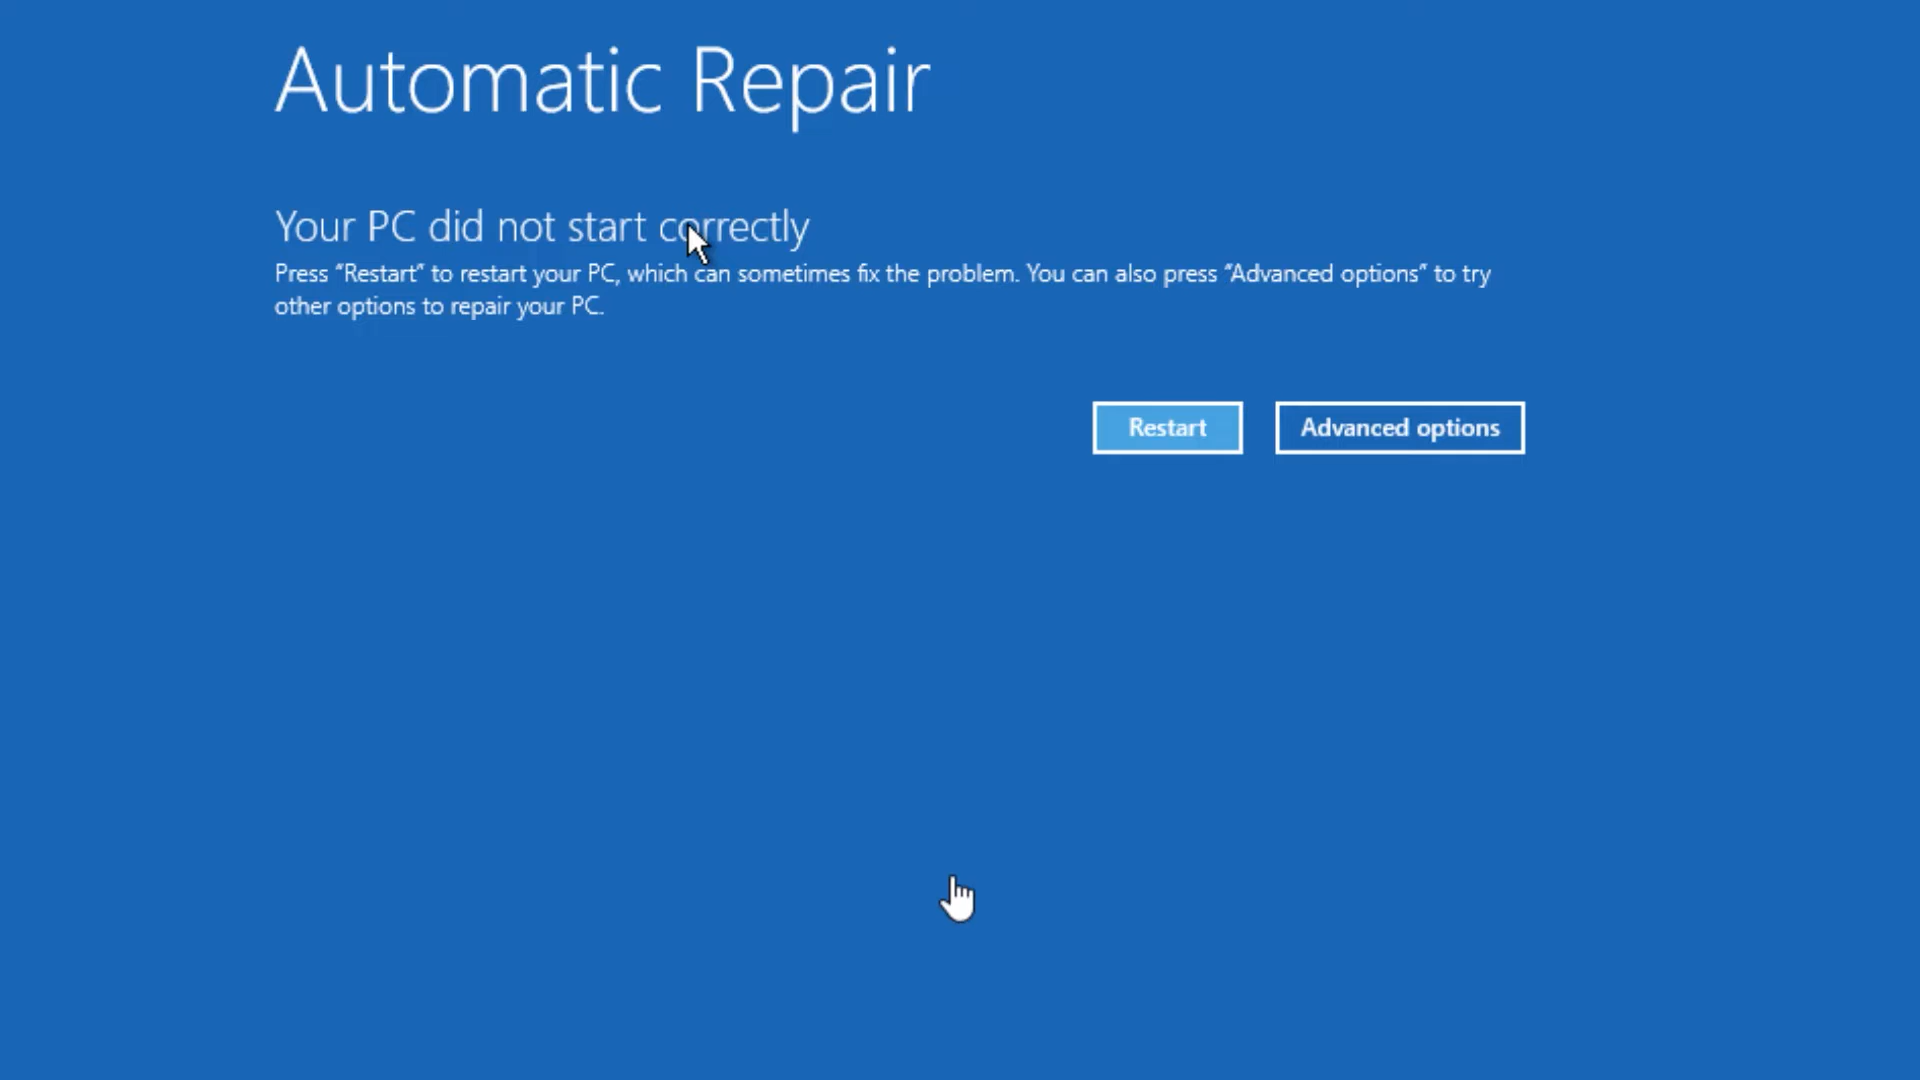 Automatic Repair
Your PC did not start correctly
Press “Restart” to restart your PC, which can sometimes fix the problem. You can also press “Advanced options” to try
other options to repair your PC.
Restart
Advanced options